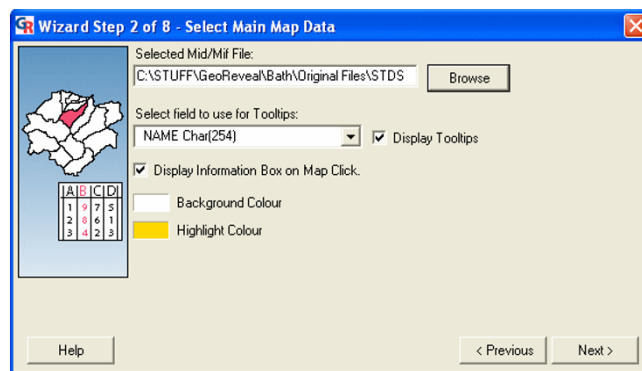 GR Wizard Step 2 of 8 - Select Main Map Data
Selected Mid/Mif File:
C:\STUFF\GeoReveal\Bath\Original Files\STDS
Browse
Select field to use for Tooltips:
NAME Char(254)
Display Tooltips
Display Information Box on Map Click.
Background Colour
Highlight Colour
A B C D
1 9 7 5
2 8 6 1
3 4 2 3
Help
< Previous
Next >